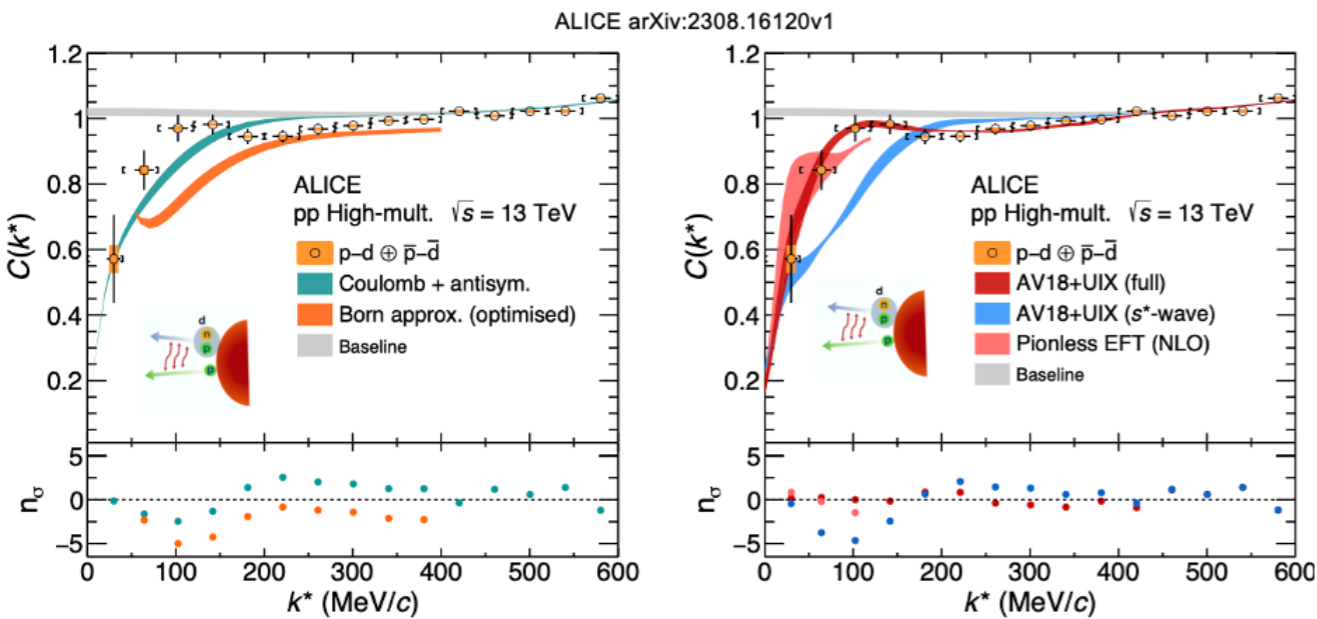 ALICE arXiv:2308.16120v1
C(k*)
1.2
1
0.8
0.6
0.4
0.2
ALICE
pp High-mult. √s = 13 TeV
p–d ⊕ p̄–d̄
Coulomb + antisym.
Born approx. (optimised)
Baseline
d
n
p
p
nσ
5
0
−5
0 100 200 300 400 500 600
k* (MeV/c)
C(k*)
1.2
1
0.8
0.6
0.4
0.2
ALICE
pp High-mult. √s = 13 TeV
p–d ⊕ p̄–d̄
AV18+UIX (full)
AV18+UIX (s*-wave)
Pionless EFT (NLO)
Baseline
d
n
p
p
nσ
5
0
−5
0 100 200 300 400 500 600
k* (MeV/c)